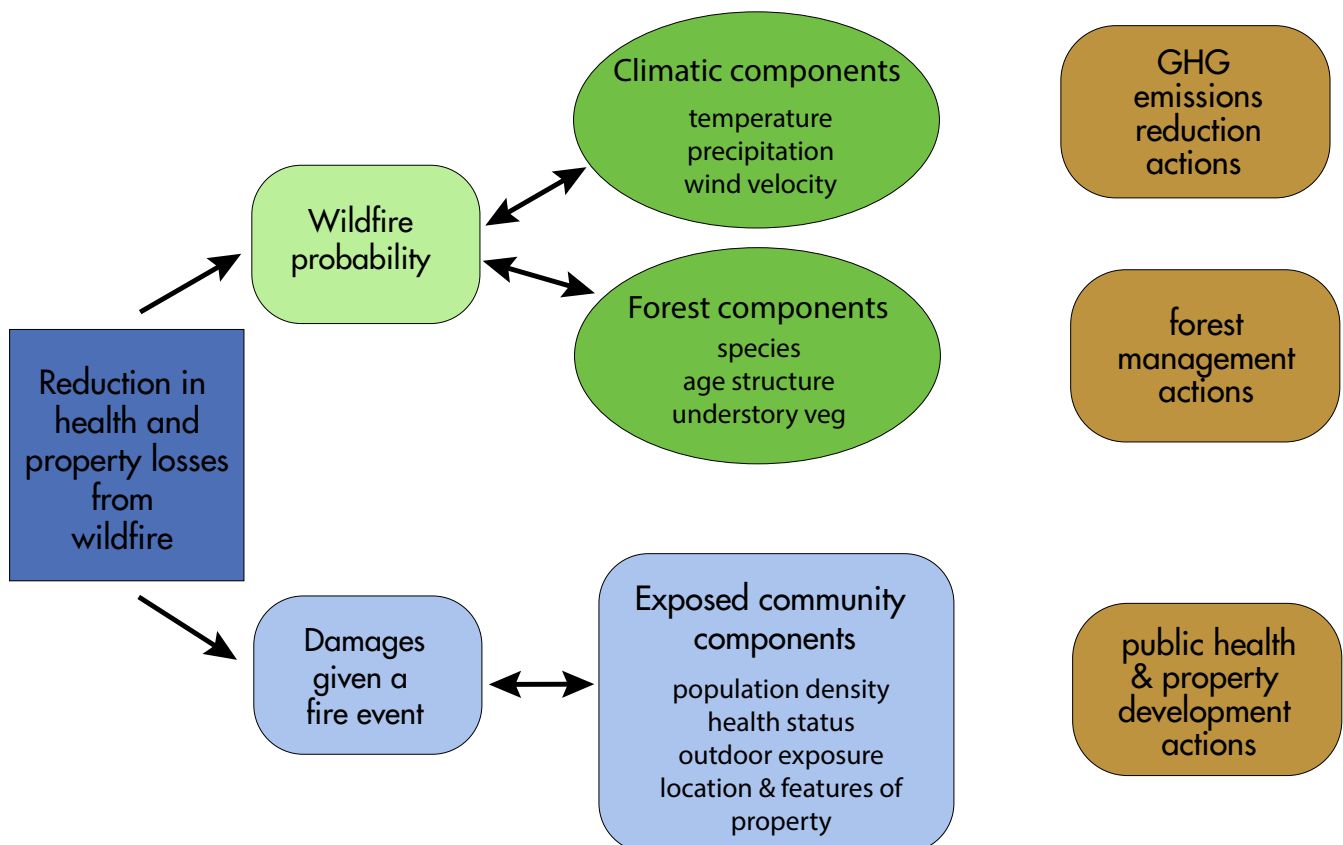 Climatic components
temperature
precipitation
wind velocity
GHG
emissions
reduction
actions
Wildfire
probability
Forest components
species
age structure
understory veg
forest
management
actions
Reduction in
health and
property losses
from
wildfire
Damages
given a
fire event
Exposed community
components
population density
health status
outdoor exposure
location & features of
property
public health
& property
development
actions